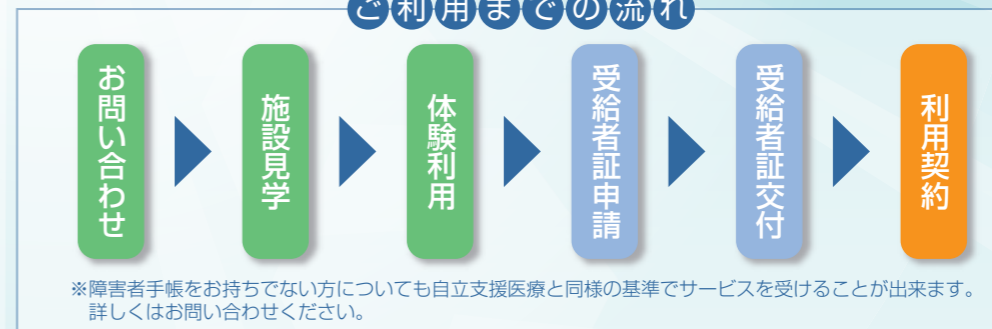 ご利用までの流れ
お問い合わせ
施設見学
体験利用
受給者証申請
受給者証交付
利用契約
※障害者手帳をお持ちでない方についても自立支援医療と同様の基準でサービスを受けることが出来ます。
詳しくはお問い合わせください。